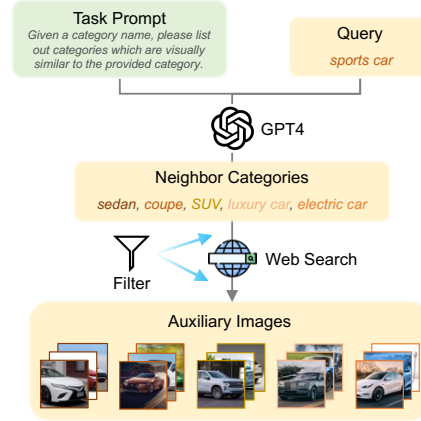 Task Prompt
Given a category name, please list
out categories which are visually
similar to the provided category.
Query
sports car
GPT4
Neighbor Categories
sedan, coupe, SUV, luxury car, electric car
Filter
Web Search
Auxiliary Images